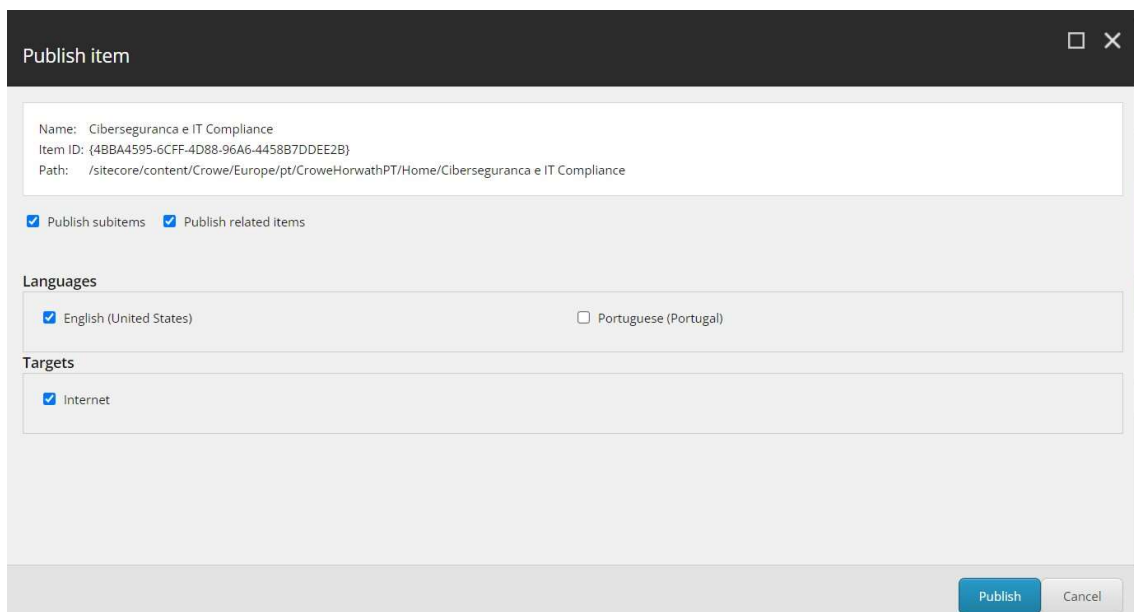 Publish item
Name: Ciberseguranca e IT Compliance
Item ID: {4BBA4595-6CFF-4D88-96A6-4458B7DDEE2B}
Path: /sitecore/content/Crowe/Europe/pt/CroweHorwathPT/Home/Ciberseguranca e IT Compliance
Publish subitems Publish related items
Languages
English (United States) Portuguese (Portugal)
Targets
Internet
Publish Cancel